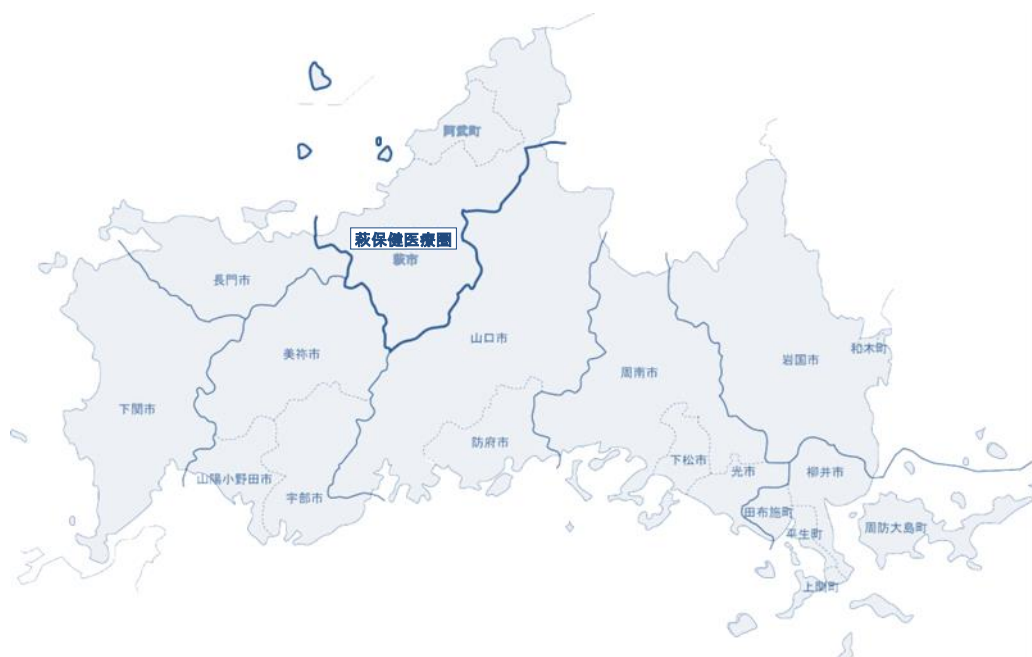 阿武町
萩保健医療圏
萩市
長門市
山口市
美祢市
和木町
岩国市
周南市
下関市
防府市
下松市
光市
柳井市
山陽小野田市
宇部市
田布施町
周防大島町
平生町
上関町